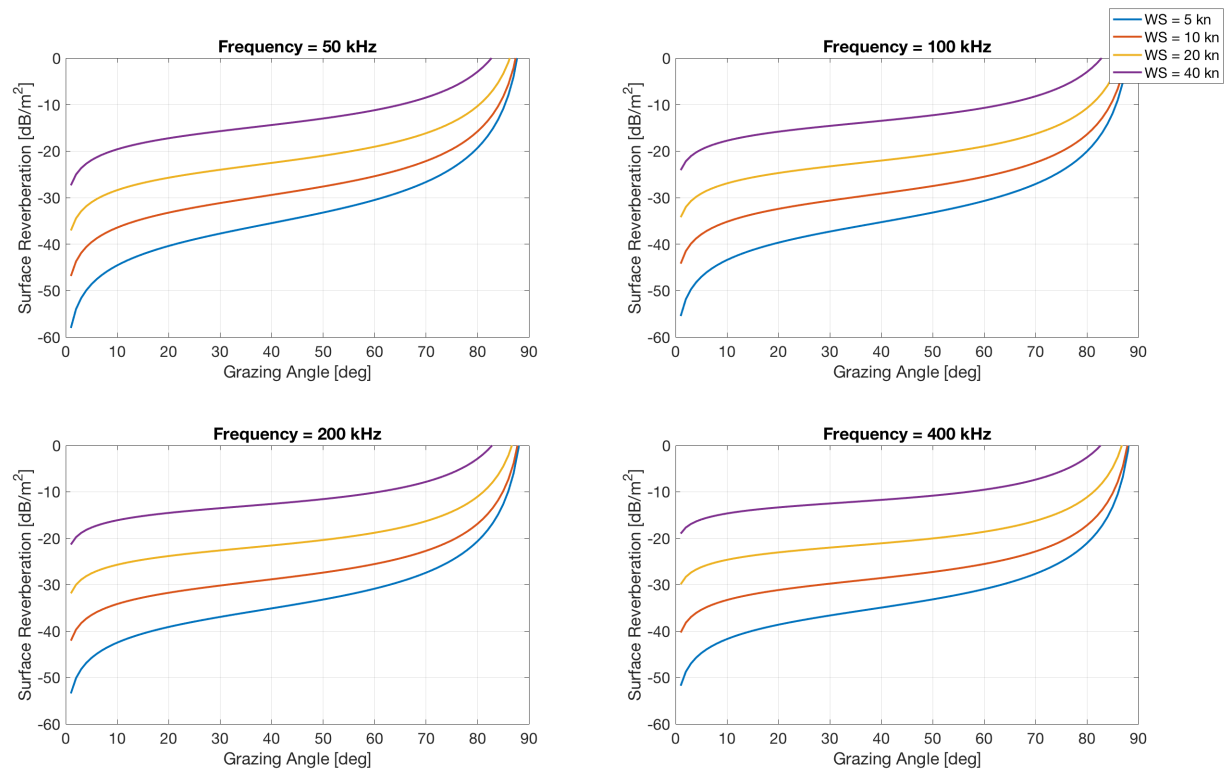 WS = 5 kn
WS = 10 kn
WS = 20 kn
WS = 40 kn
Frequency = 50 kHz
Surface Reverberation [dB/m²]
0
-10
-20
-30
-40
-50
-60
0 10 20 30 40 50 60 70 80 90
Grazing Angle [deg]
Frequency = 100 kHz
Surface Reverberation [dB/m²]
0
-10
-20
-30
-40
-50
-60
0 10 20 30 40 50 60 70 80 90
Grazing Angle [deg]
Frequency = 200 kHz
Surface Reverberation [dB/m²]
0
-10
-20
-30
-40
-50
-60
0 10 20 30 40 50 60 70 80 90
Grazing Angle [deg]
Frequency = 400 kHz
Surface Reverberation [dB/m²]
0
-10
-20
-30
-40
-50
-60
0 10 20 30 40 50 60 70 80 90
Grazing Angle [deg]